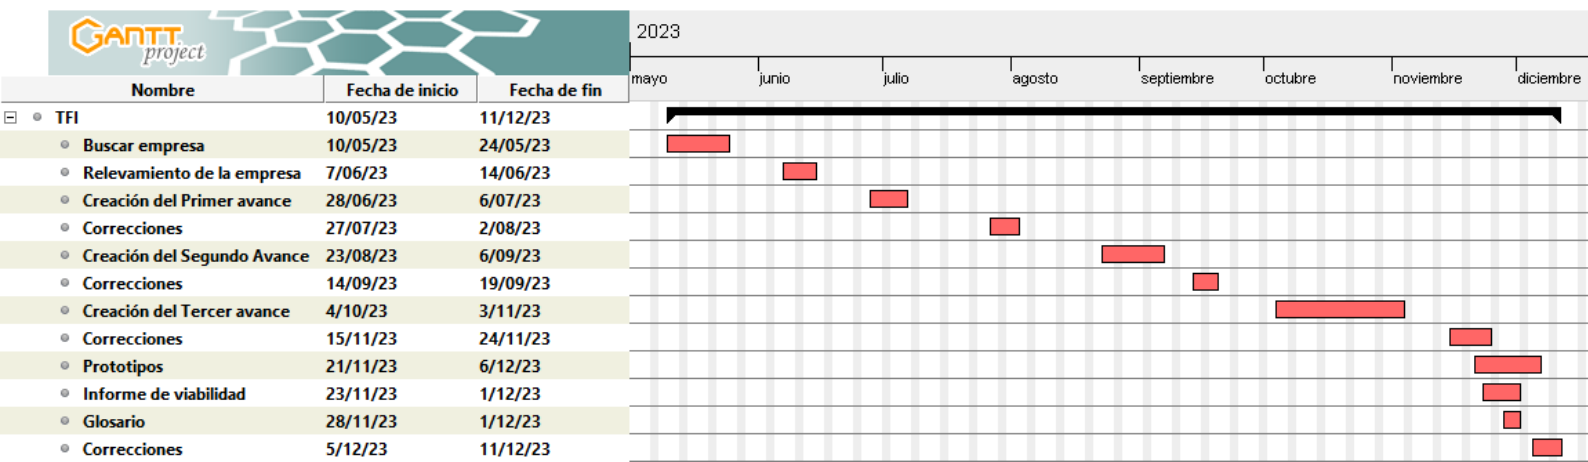 GANTT
project
2023
mayo junio julio agosto septiembre octubre noviembre diciembre
Nombre Fecha de inicio Fecha de fin
TFI 10/05/23 11/12/23
Buscar empresa 10/05/23 24/05/23
Relevamiento de la empresa 7/06/23 14/06/23
Creación del Primer avance 28/06/23 6/07/23
Correcciones 27/07/23 2/08/23
Creación del Segundo Avance 23/08/23 6/09/23
Correcciones 14/09/23 19/09/23
Creación del Tercer avance 4/10/23 3/11/23
Correcciones 15/11/23 24/11/23
Prototipos 21/11/23 6/12/23
Informe de viabilidad 23/11/23 1/12/23
Glosario 28/11/23 1/12/23
Correcciones 5/12/23 11/12/23